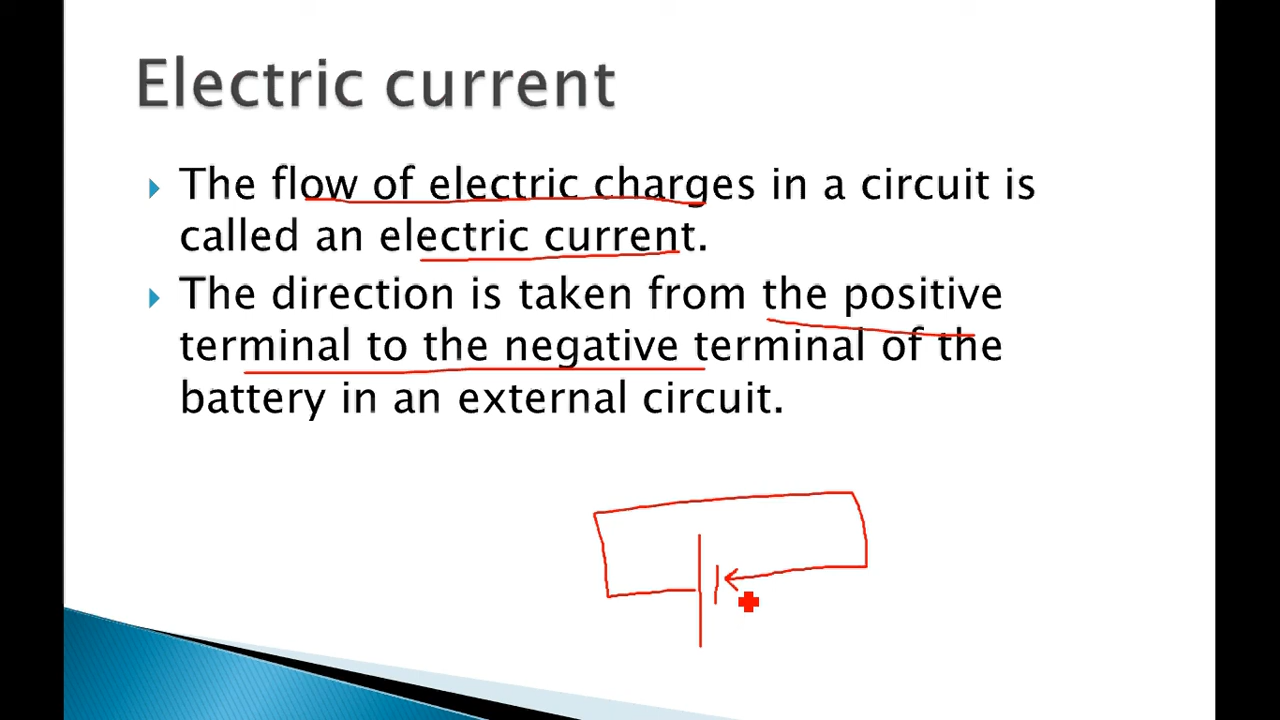 Electric current
The flow of electric charges in a circuit is
called an electric current.
The direction is taken from the positive
terminal to the negative terminal of the
battery in an external circuit.